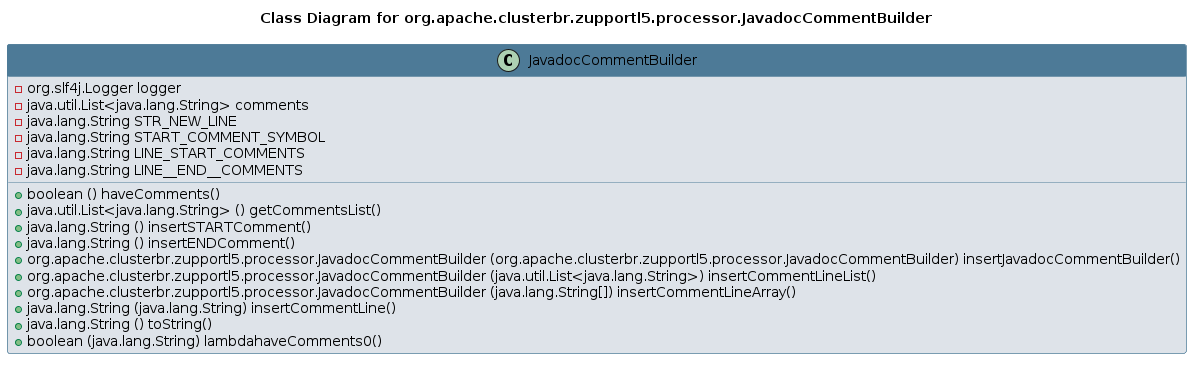 Class Diagram for org.apache.clusterbr.zupportl5.processor.JavadocCommentBuilder
C JavadocCommentBuilder
org.slf4j.Logger logger
java.util.List<java.lang.String> comments
java.lang.String STR_NEW_LINE
java.lang.String START_COMMENT_SYMBOL
java.lang.String LINE_START_COMMENTS
java.lang.String LINE__END__COMMENTS
boolean () haveComments()
java.util.List<java.lang.String> () getCommentsList()
java.lang.String () insertSTARTComment()
java.lang.String () insertENDComment()
org.apache.clusterbr.zupportl5.processor.JavadocCommentBuilder (org.apache.clusterbr.zupportl5.processor.JavadocCommentBuilder) insertJavadocCommentBuilder()
org.apache.clusterbr.zupportl5.processor.JavadocCommentBuilder (java.util.List<java.lang.String>) insertCommentLineList()
org.apache.clusterbr.zupportl5.processor.JavadocCommentBuilder (java.lang.String[]) insertCommentLineArray()
java.lang.String (java.lang.String) insertCommentLine()
java.lang.String () toString()
boolean (java.lang.String) lambdahaveComments0()